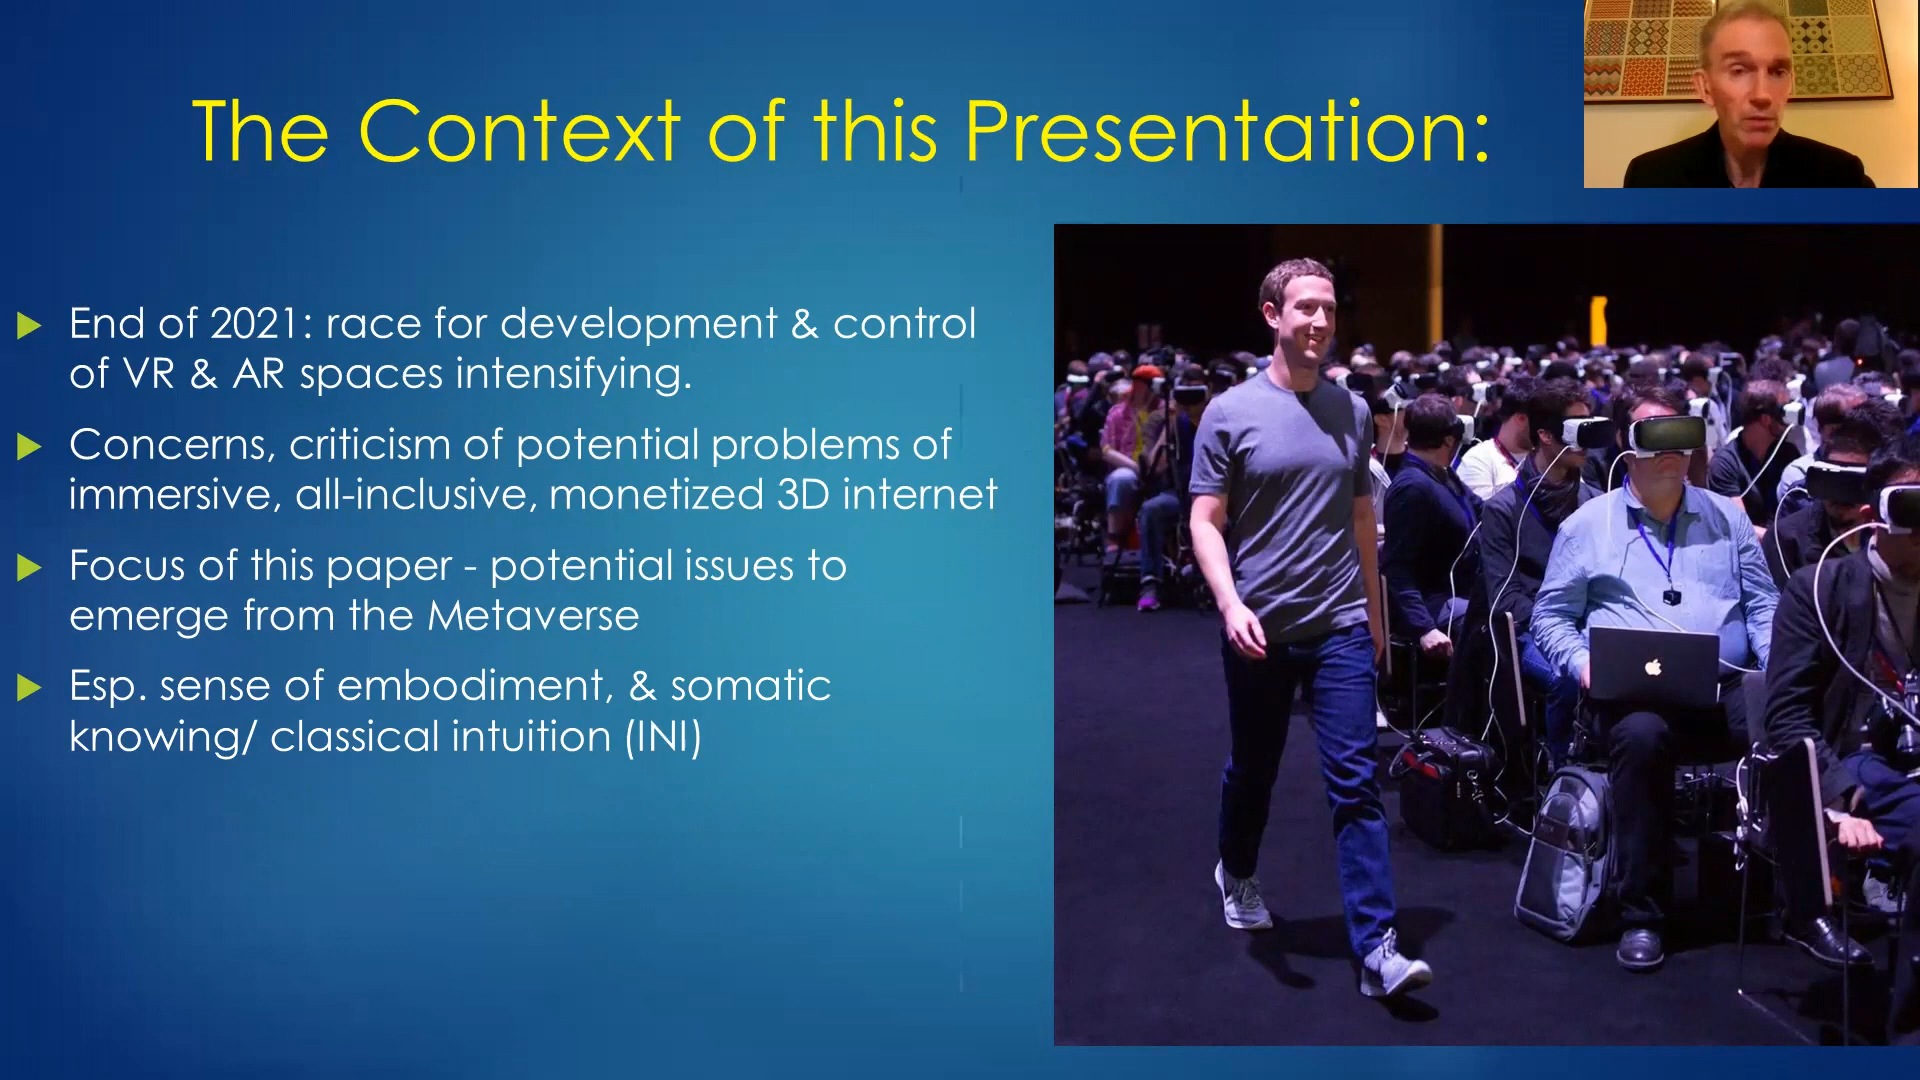 The Context of this Presentation:
End of 2021: race for development & control
of VR & AR spaces intensifying.
Concerns, criticism of potential problems of
immersive, all-inclusive, monetized 3D internet
Focus of this paper - potential issues to
emerge from the Metaverse
Esp. sense of embodiment, & somatic
knowing/ classical intuition (INI)